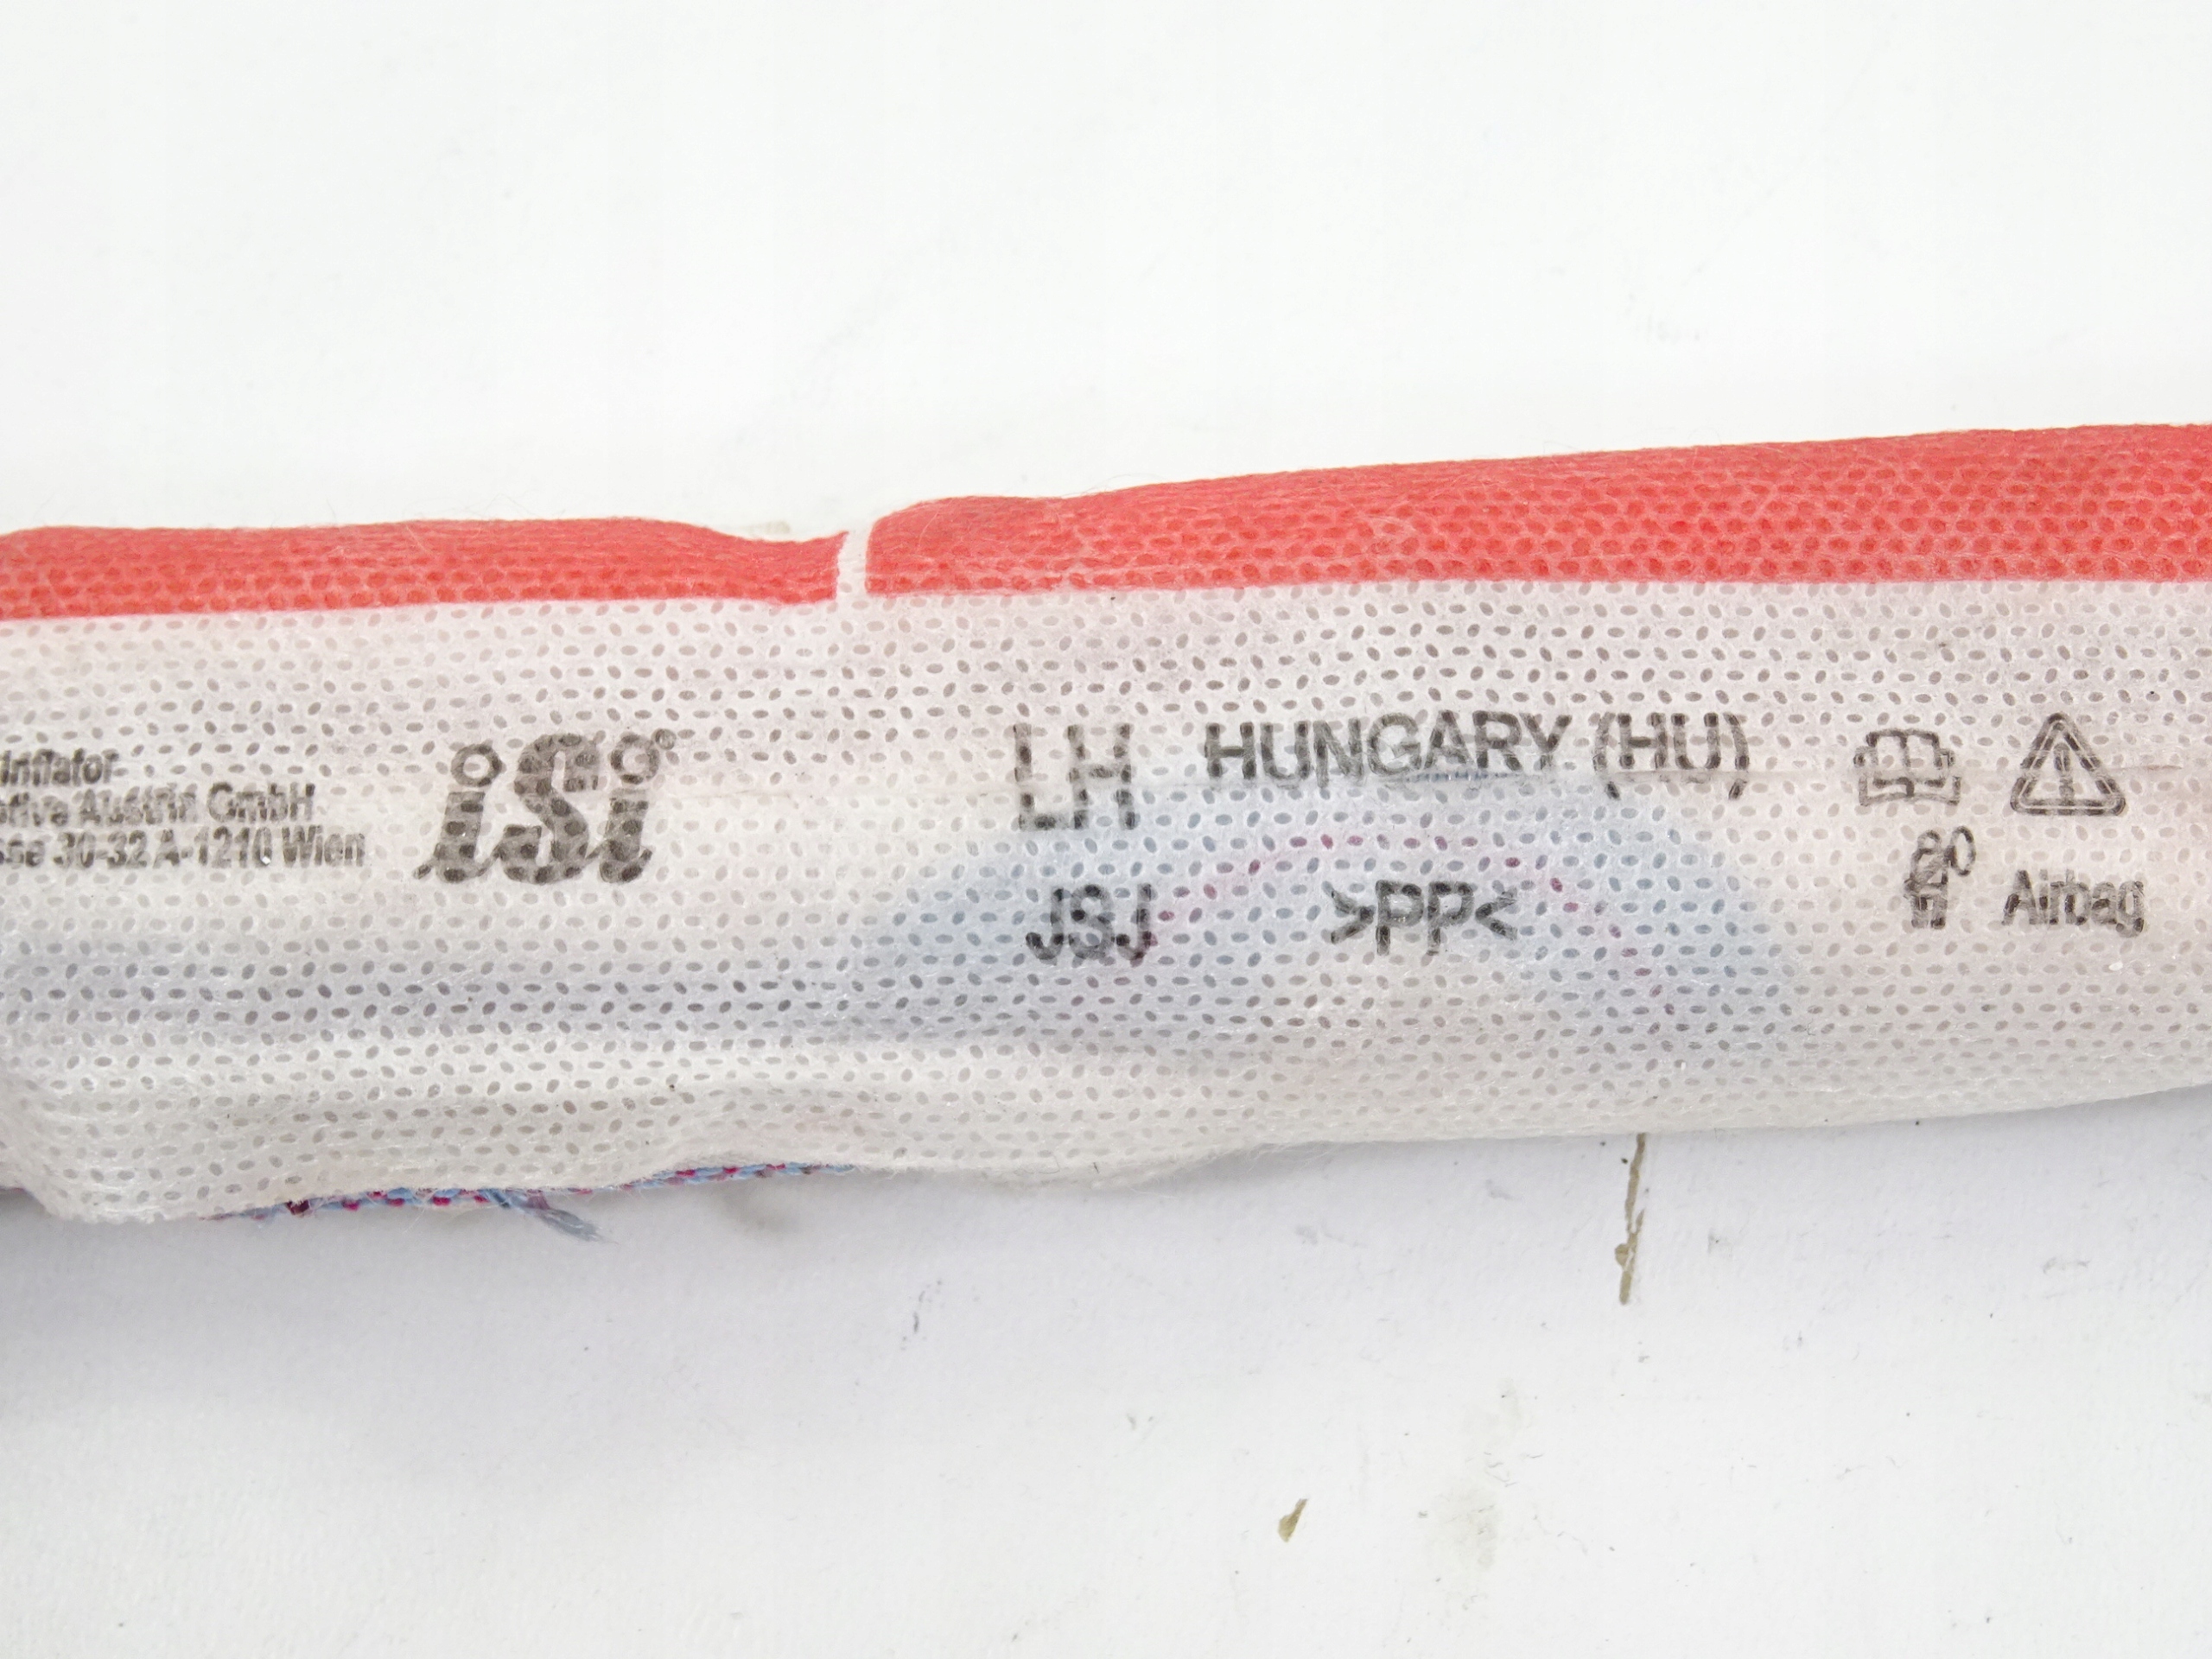 inflator
otive Austria GmbH
sse 30-32 A-1210 Wien
iSi®
LH HUNGARY (HU)
JSJ >PP<
Airbag